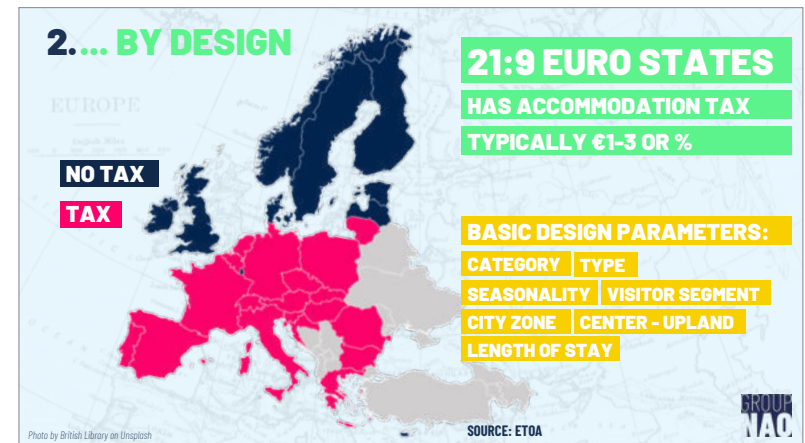 2.... BY DESIGN
EUROPE
NO TAX
TAX
21:9 EURO STATES
HAS ACCOMMODATION TAX
TYPICALLY €1-3 OR %
BASIC DESIGN PARAMETERS:
CATEGORY TYPE
SEASONALITY VISITOR SEGMENT
CITY ZONE CENTER - UPLAND
LENGTH OF STAY
SOURCE: ETOA
GROUP
NAO
Photo by British Library on Unsplash